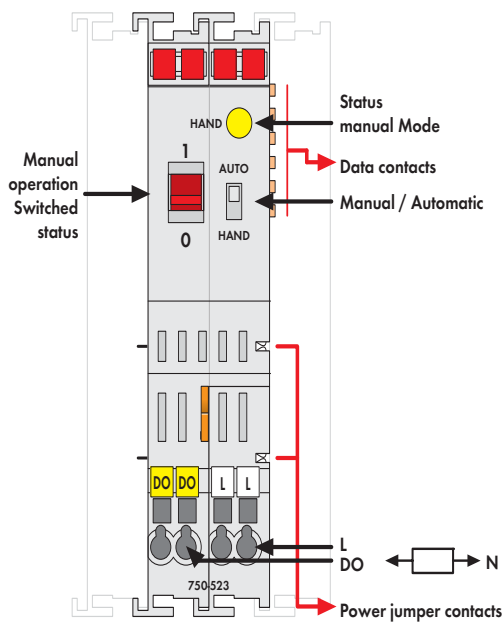 HAND
Status
manual Mode
1
Manual
operation
Switched
status
AUTO
Data contacts
Manual / Automatic
0
HAND
DO DO L L
L
DO
N
750-523
Power jumper contacts